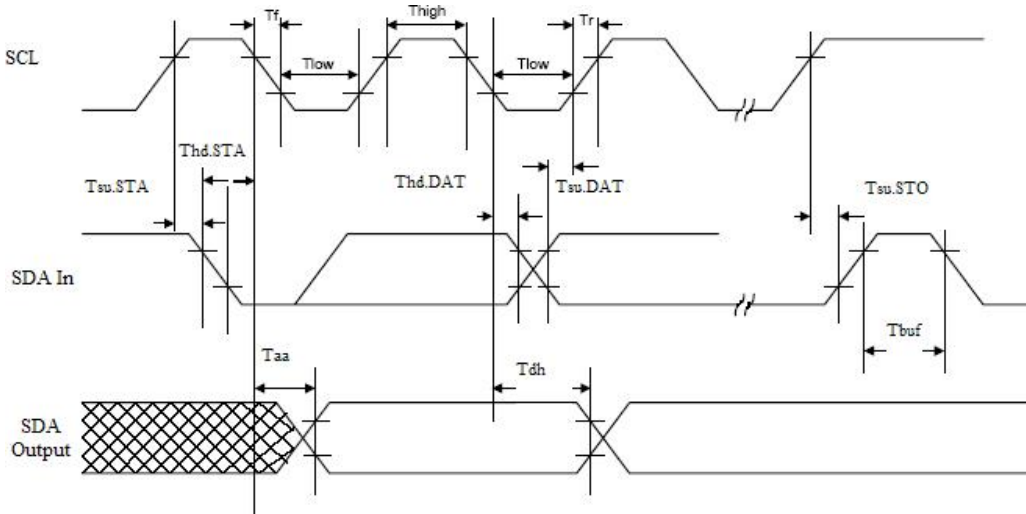 Tf
Thigh
Tr
SCL
Tlow
Tlow
Thd.STA
Thd.DAT
Tsu.DAT
Tsu.STA
Tsu.STO
SDA In
Tbuf
Taa
Tdh
SDA
Output